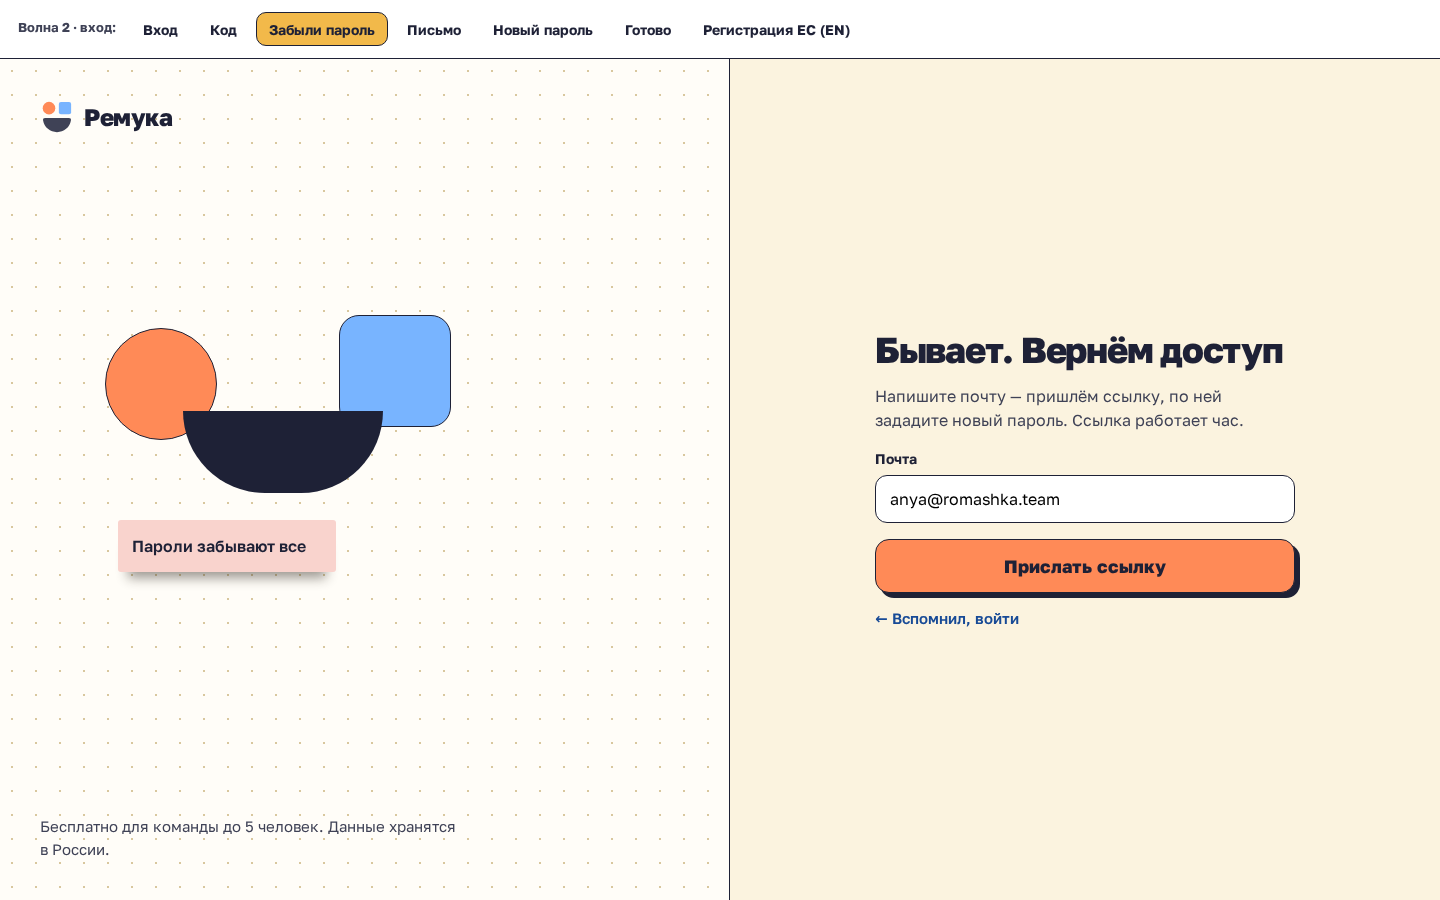 Волна 2 · вход:
Вход
Код
Забыли пароль
Письмо
Новый пароль
Готово
Регистрация ЕС (EN)
Ремука
Пароли забывают все
Бесплатно для команды до 5 человек. Данные хранятся
в России.
Бывает. Вернём доступ
Напишите почту — пришлём ссылку, по ней
зададите новый пароль. Ссылка работает час.
Почта
anya@romashka.team
Прислать ссылку
← Вспомнил, войти